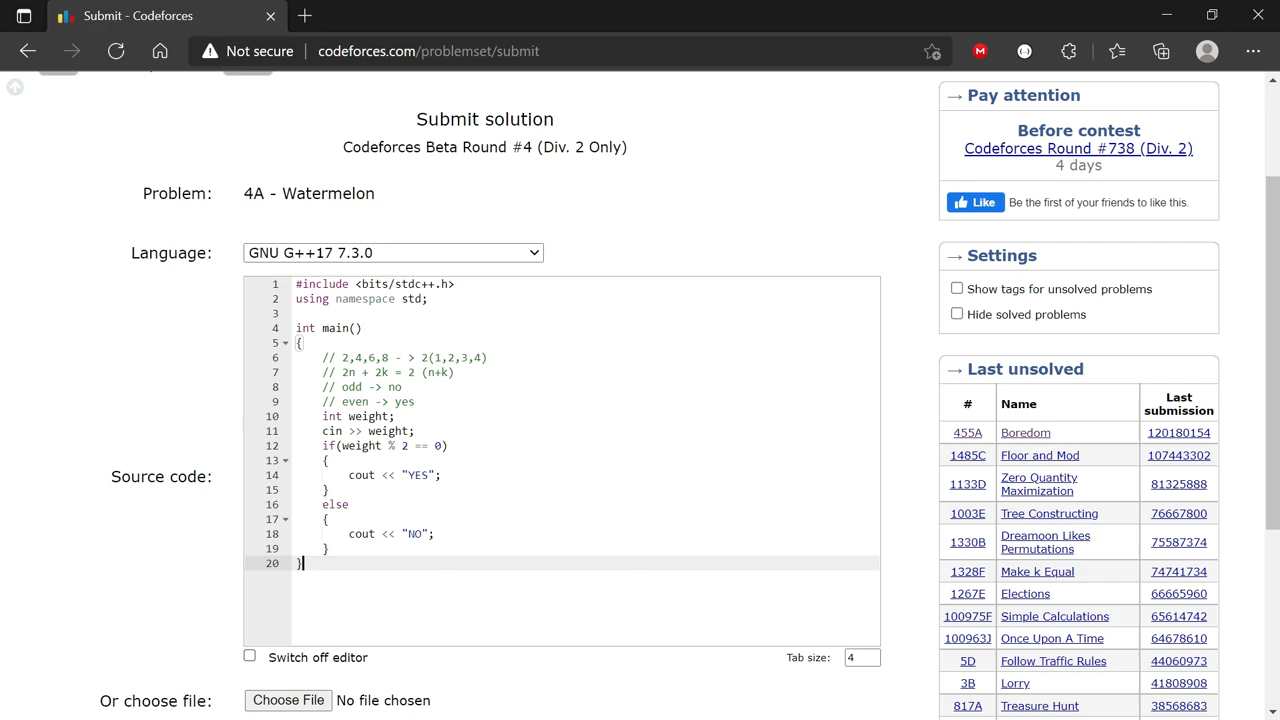 Submit - Codeforces
Not secure
codeforces.com/problemset/submit
Submit solution
Codeforces Beta Round #4 (Div. 2 Only)
Problem:
4A - Watermelon
Language:
GNU G++17 7.3.0
Source code:
1 #include <bits/stdc++.h>
2 using namespace std;
3
4 int main()
5 {
6 // 2,4,6,8 - > 2(1,2,3,4)
7 // 2n + 2k = 2 (n+k)
8 // odd -> no
9 // even -> yes
10 int weight;
11 cin >> weight;
12 if(weight % 2 == 0)
13 {
14 cout << "YES";
15 }
16 else
17 {
18 cout << "NO";
19 }
20 }
Switch off editor
Tab size:
4
Or choose file:
Choose File
No file chosen
→ Pay attention
Before contest
Codeforces Round #738 (Div. 2)
4 days
Like
Be the first of your friends to like this.
→ Settings
Show tags for unsolved problems
Hide solved problems
→ Last unsolved
# Name Last
submission
455A Boredom 120180154
1485C Floor and Mod 107443302
1133D Zero Quantity
Maximization 81325888
1003E Tree Constructing 76667800
1330B Dreamoon Likes
Permutations 75587374
1328F Make k Equal 74741734
1267E Elections 66665960
100975F Simple Calculations 65614742
100963J Once Upon A Time 64678610
5D Follow Traffic Rules 44060973
3B Lorry 41808908
817A Treasure Hunt 38568683